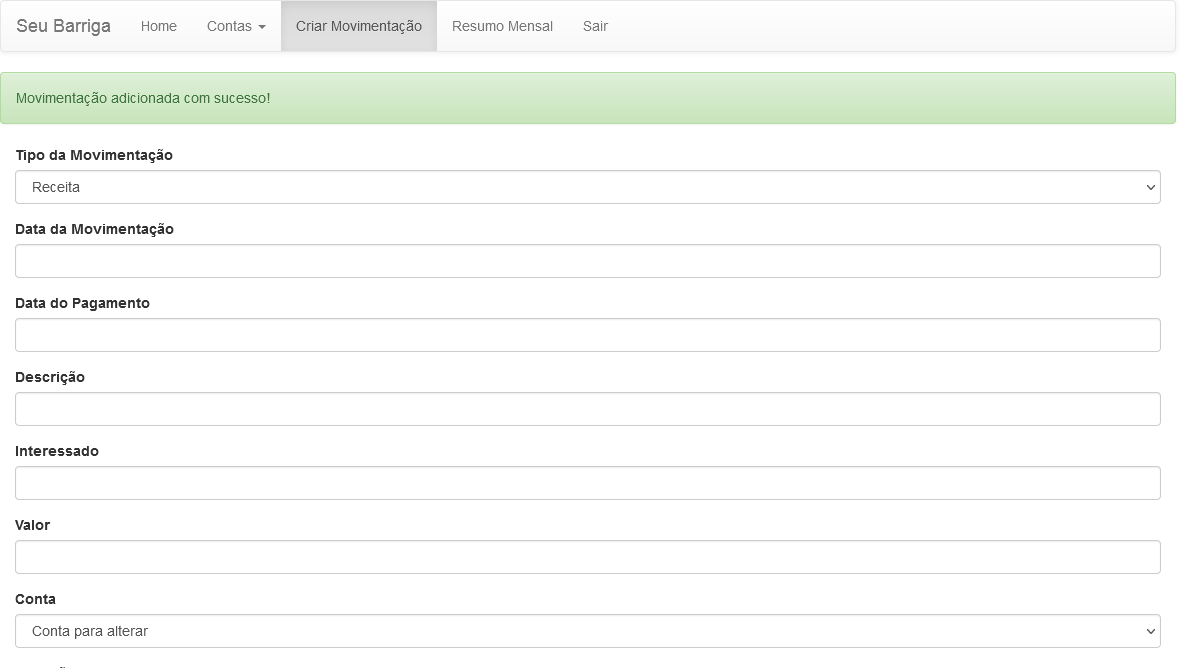 Seu Barriga Home Contas Criar Movimentação Resumo Mensal Sair
Movimentação adicionada com sucesso!
Tipo da Movimentação
Receita
Data da Movimentação
Data do Pagamento
Descrição
Interessado
Valor
Conta
Conta para alterar